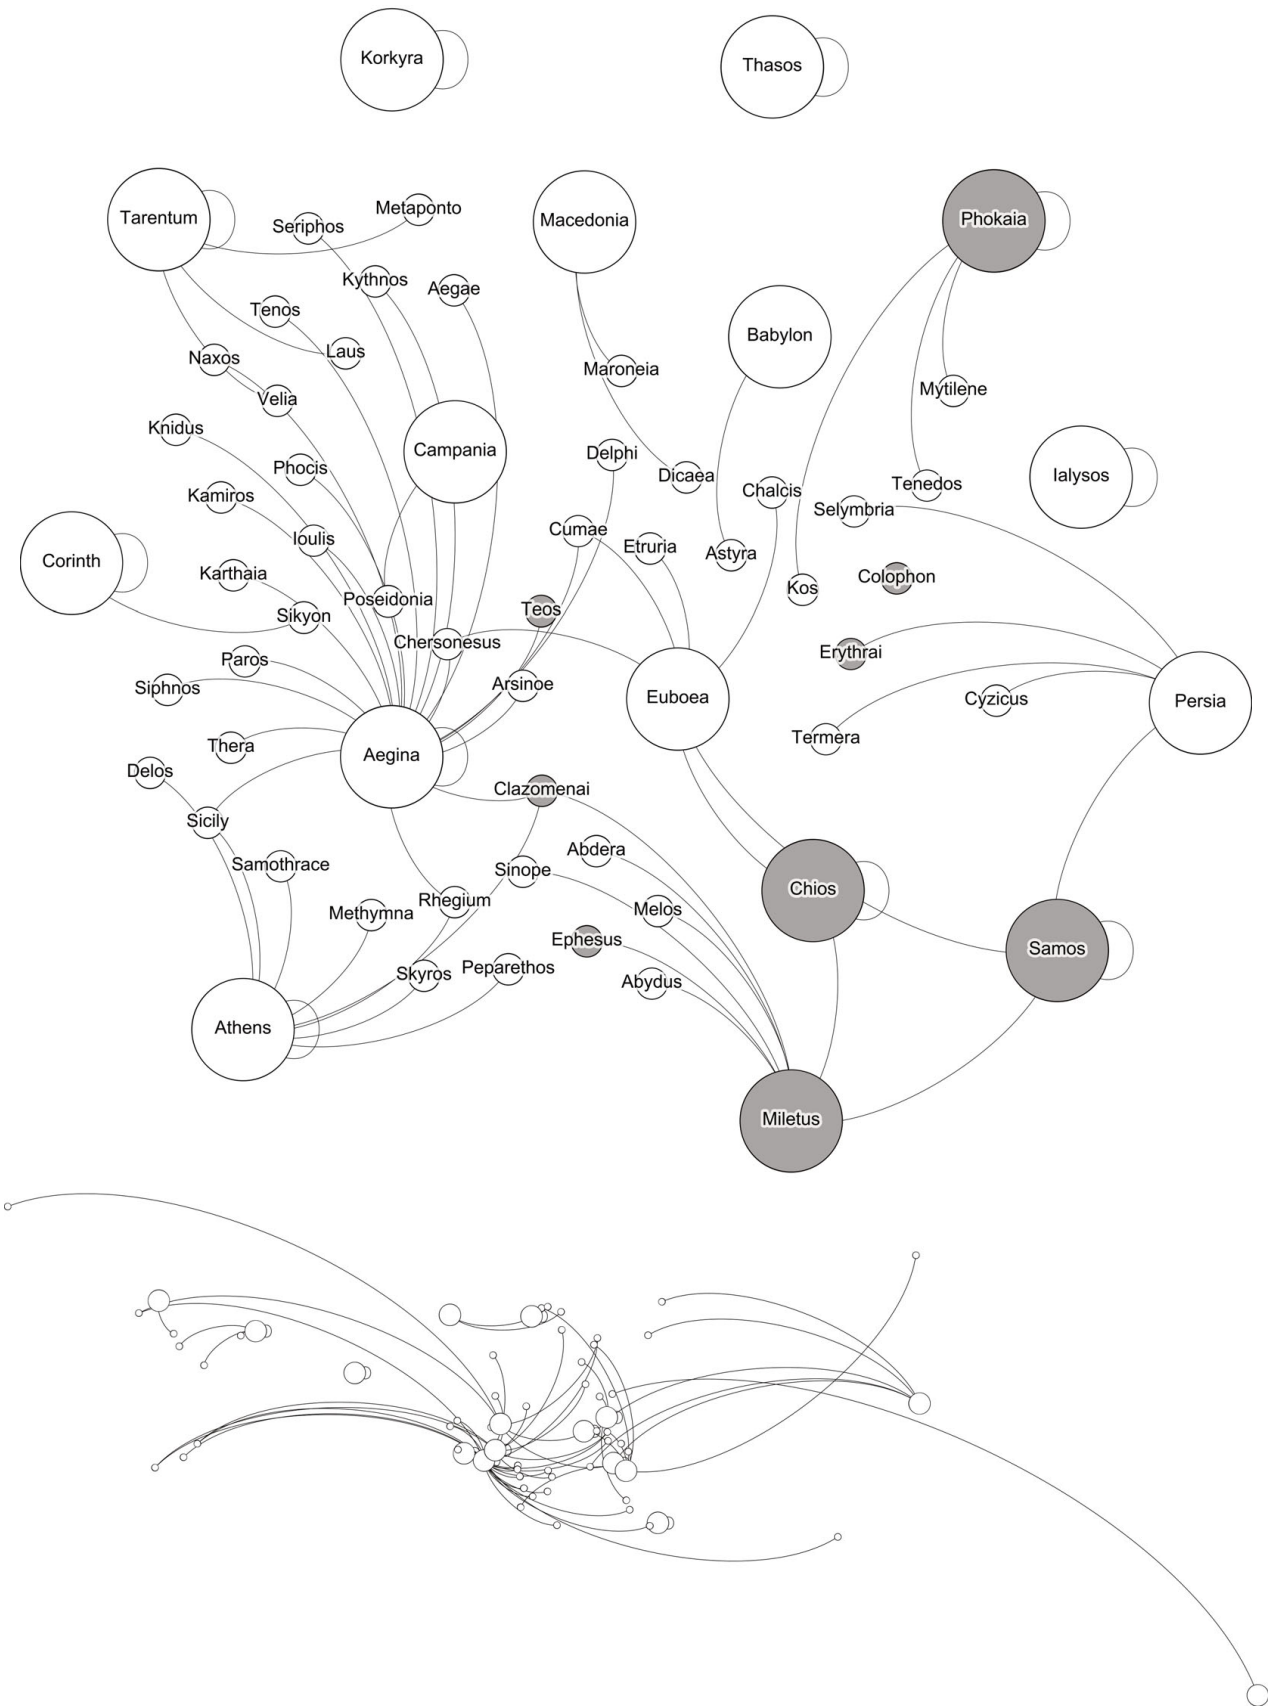 Korkyra
Thasos
Tarentum
Metaponto
Seriphos
Macedonia
Phokaia
Kythnos
Aegae
Tenos
Babylon
Laus
Naxos
Maroneia
Mytilene
Velia
Knidus
Campania
Delphi
Phocis
Dicaea
Ialysos
Tenedos
Chalcis
Kamiros
Selymbria
Cumae
Ioulis
Etruria
Astyra
Corinth
Karthaia
Colophon
Kos
Poseidonia
Teos
Sikyon
Chersonesus
Erythrai
Paros
Arsinoe
Siphnos
Euboea
Cyzicus
Persia
Termera
Thera
Aegina
Delos
Clazomenai
Sicily
Abdera
Samothrace
Sinope
Chios
Rhegium
Methymna
Melos
Ephesus
Samos
Peparethos
Skyros
Abydus
Athens
Miletus